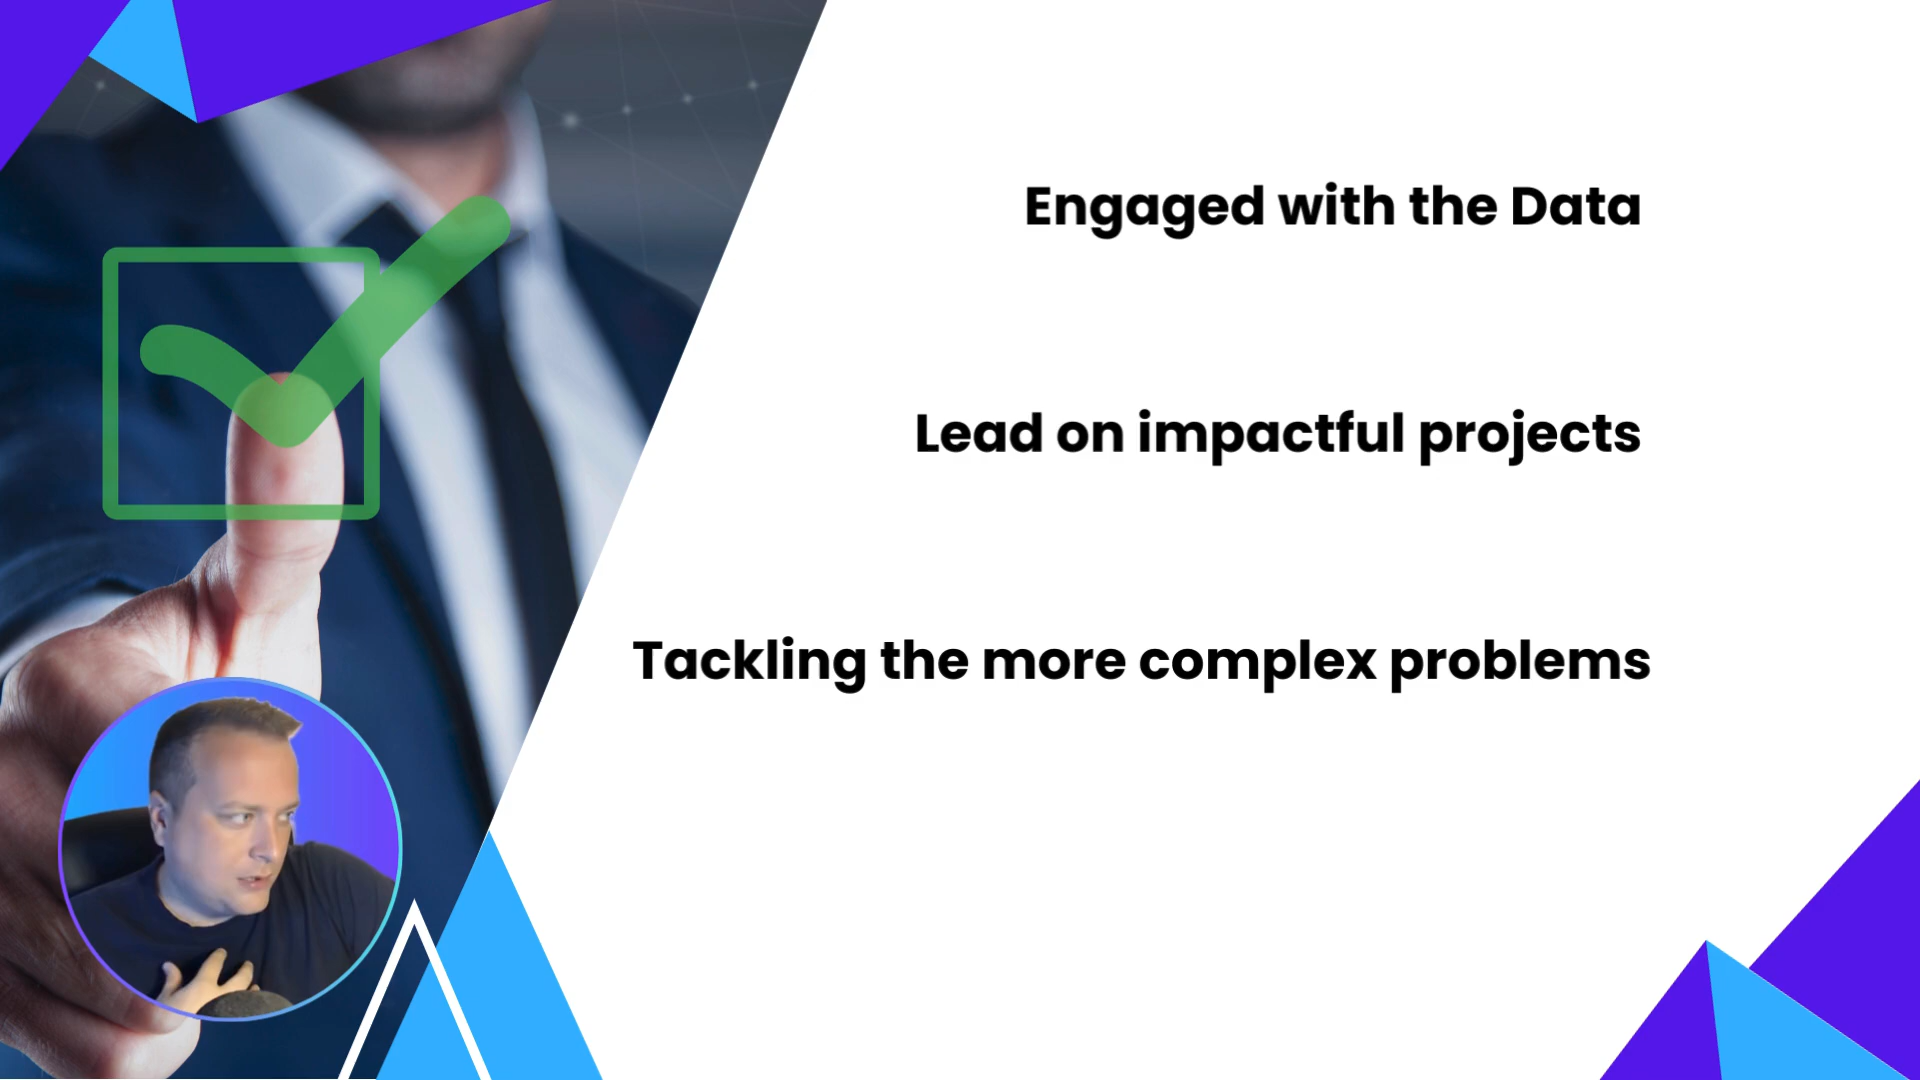 Engaged with the Data
Lead on impactful projects
Tackling the more complex problems